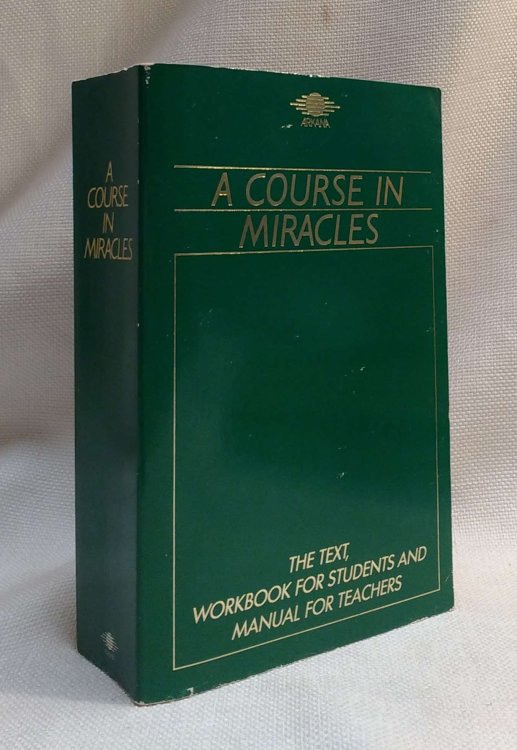 A
COURSE
IN
MIRACLES
ARKANA
A COURSE IN
MIRACLES
THE TEXT,
WORKBOOK FOR STUDENTS AND
MANUAL FOR TEACHERS